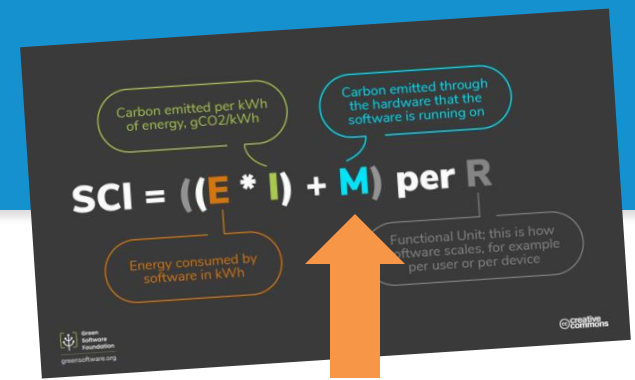 Carbon emitted per kWh
of energy, gCO2/kWh
Carbon emitted through
the hardware that the
software is running on
SCI = ((E * I) + M) per R
Energy consumed by
software in kWh
Functional Unit; this is how
software scales, for example
per user or per device
Green
Software
Foundation
greensoftware.org
creative
commons